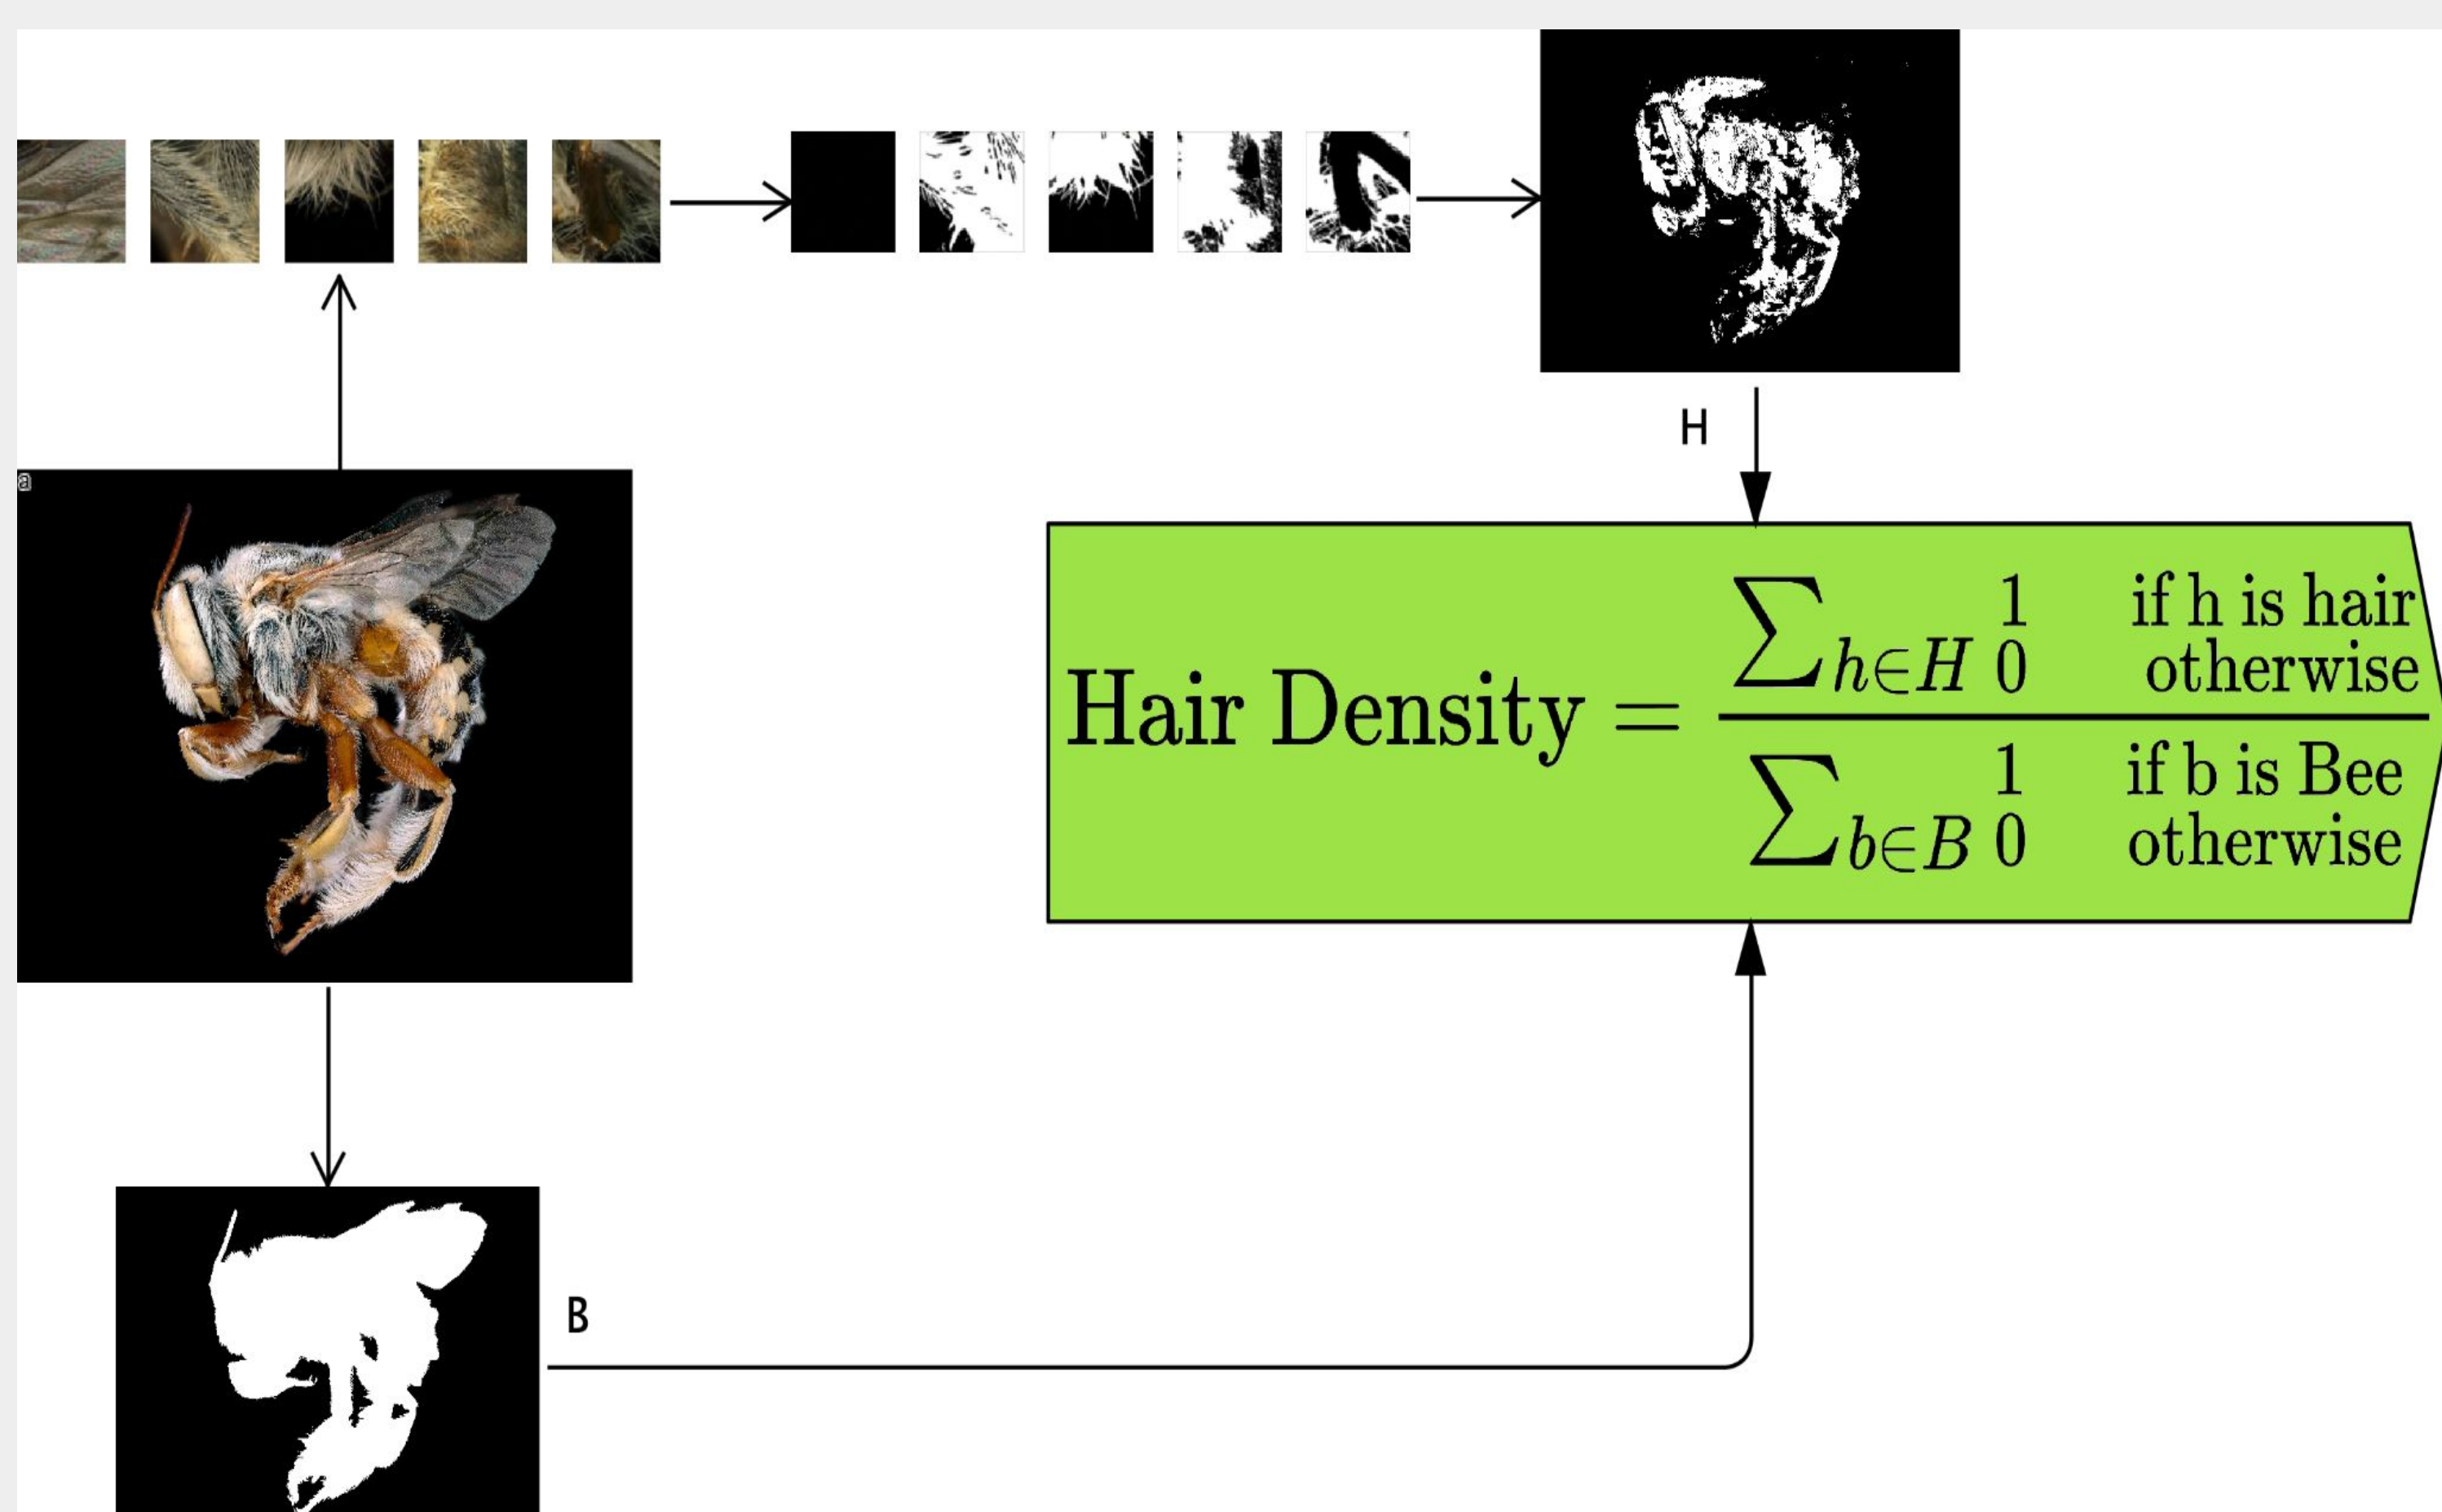 H
a
Hair Density = ∑h∈H 1 if h is hair
0 otherwise
∑b∈B 1 if b is Bee
0 otherwise
B